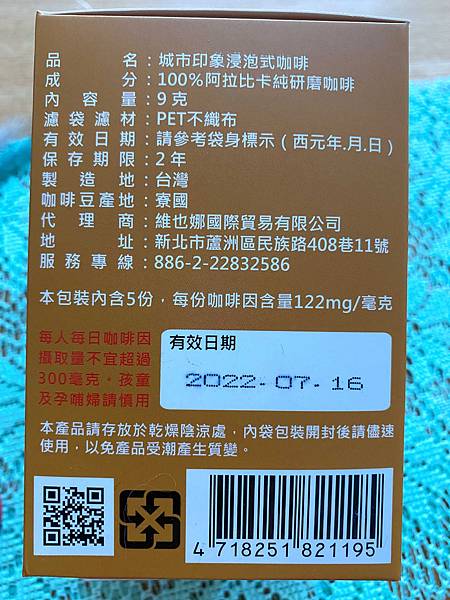 品名：城市印象浸泡式咖啡
成分：100%阿拉比卡純研磨咖啡
內容量：9克
濾袋濾材：PET不織布
有效日期：請參考袋身標示（西元年.月.日）
保存期限：2年
製造地：台灣
咖啡豆產地：寮國
代理商：維也娜國際貿易有限公司
地址：新北市蘆洲區民族路408巷11號
服務專線：886-2-22832586
本包裝內含5份，每份咖啡因含量122mg/毫克
每人每日咖啡因
攝取量不宜超過
300毫克。孩童
及孕哺婦請慎用
有效日期
2022.07.16
本產品請存放於乾燥陰涼處，內袋包裝開封後請儘速
使用，以免產品受潮產生質變。
4 718251 821195